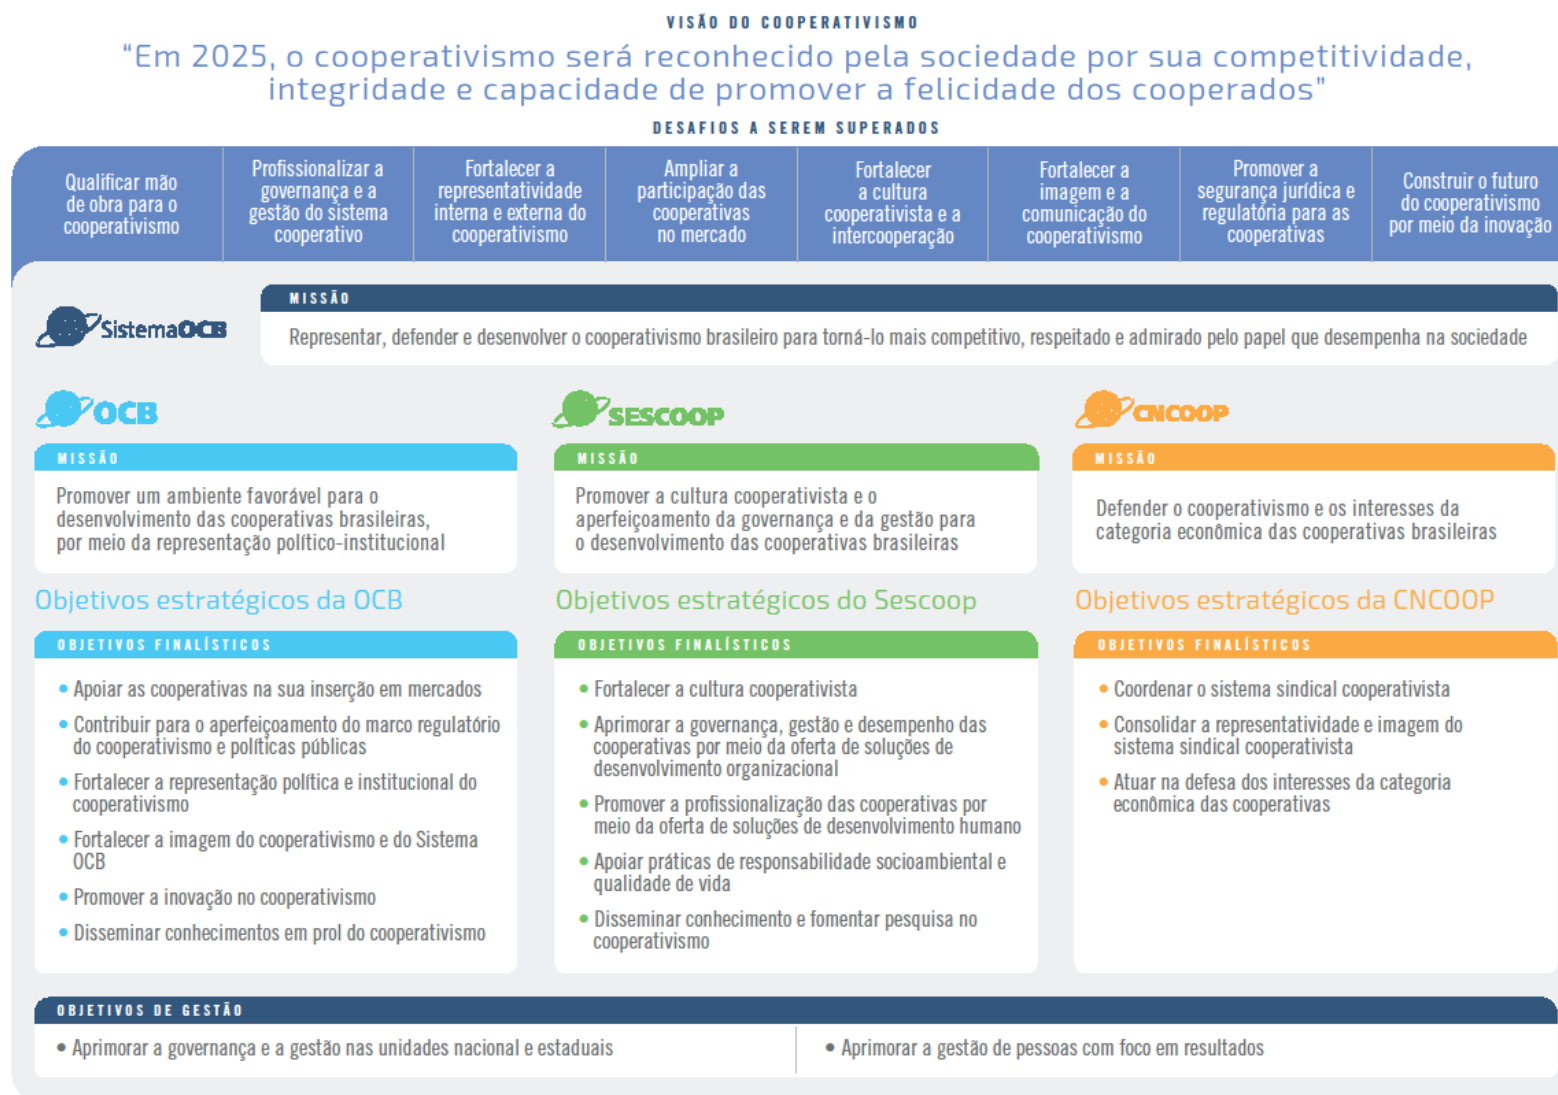 VISÃO DO COOPERATIVISMO
“Em 2025, o cooperativismo será reconhecido pela sociedade por sua competitividade,
integridade e capacidade de promover a felicidade dos cooperados”
DESAFIOS A SEREM SUPERADOS
Qualificar mão
de obra para o
cooperativismo
Profissionalizar a
governança e a
gestão do sistema
cooperativo
Fortalecer a
representatividade
interna e externa do
cooperativismo
Ampliar a
participação das
cooperativas
no mercado
Fortalecer
a cultura
cooperativista e a
intercooperação
Fortalecer a
imagem e a
comunicação do
cooperativismo
Promover a
segurança jurídica e
regulatória para as
cooperativas
Construir o futuro
do cooperativismo
por meio da inovação
SistemaOCB
MISSÃO
Representar, defender e desenvolver o cooperativismo brasileiro para torná-lo mais competitivo, respeitado e admirado pelo papel que desempenha na sociedade
OCB
MISSÃO
Promover um ambiente favorável para o
desenvolvimento das cooperativas brasileiras,
por meio da representação político-institucional
Objetivos estratégicos da OCB
OBJETIVOS FINALÍSTICOS
• Apoiar as cooperativas na sua inserção em mercados
• Contribuir para o aperfeiçoamento do marco regulatório
do cooperativismo e políticas públicas
• Fortalecer a representação política e institucional do
cooperativismo
• Fortalecer a imagem do cooperativismo e do Sistema
OCB
• Promover a inovação no cooperativismo
• Disseminar conhecimentos em prol do cooperativismo
SESCOOP
MISSÃO
Promover a cultura cooperativista e o
aperfeiçoamento da governança e da gestão para
o desenvolvimento das cooperativas brasileiras
Objetivos estratégicos do Sescoop
OBJETIVOS FINALÍSTICOS
• Fortalecer a cultura cooperativista
• Aprimorar a governança, gestão e desempenho das
cooperativas por meio da oferta de soluções de
desenvolvimento organizacional
• Promover a profissionalização das cooperativas por
meio da oferta de soluções de desenvolvimento humano
• Apoiar práticas de responsabilidade socioambiental e
qualidade de vida
• Disseminar conhecimento e fomentar pesquisa no
cooperativismo
CNCOOP
MISSÃO
Defender o cooperativismo e os interesses da
categoria econômica das cooperativas brasileiras
Objetivos estratégicos da CNCOOP
OBJETIVOS FINALÍSTICOS
• Coordenar o sistema sindical cooperativista
• Consolidar a representatividade e imagem do
sistema sindical cooperativista
• Atuar na defesa dos interesses da categoria
econômica das cooperativas
OBJETIVOS DE GESTÃO
• Aprimorar a governança e a gestão nas unidades nacional e estaduais
• Aprimorar a gestão de pessoas com foco em resultados